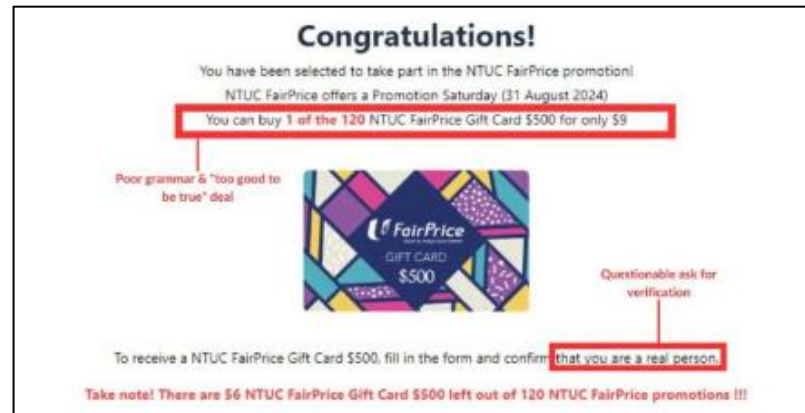 Congratulations!
You have been selected to take part in the NTUC FairPrice promotion!
NTUC FairPrice offers a Promotion Saturday (31 August 2024)
You can buy 1 of the 120 NTUC FairPrice Gift Card $500 for only $9
Poor grammar & "too good to
be true" deal
FairPrice
GIFT CARD
$500
Questionable ask for
verification
To receive a NTUC FairPrice Gift Card $500, fill in the form and confirm that you are a real person.
Take note! There are 56 NTUC FairPrice Gift Card $500 left out of 120 NTUC FairPrice promotions !!!